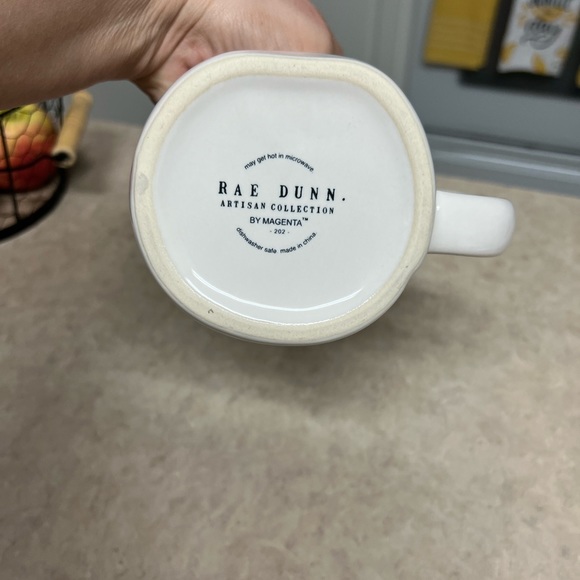 may get hot in microwave.
RAE DUNN.
ARTISAN COLLECTION
BY MAGENTA™
- 202 -
dishwasher safe made in china